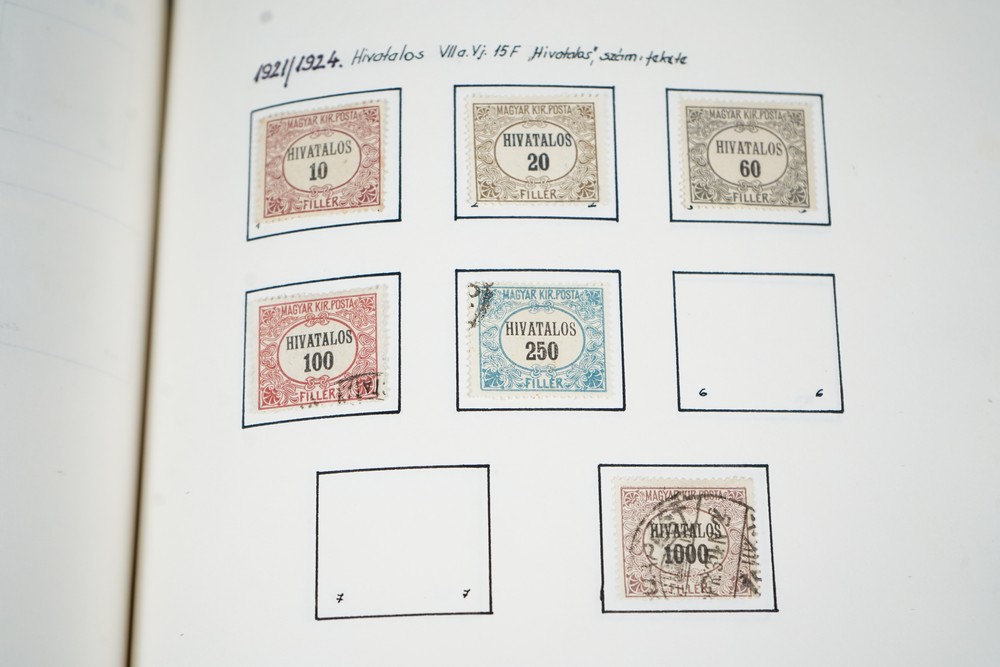 1921/1924. Hivatalos VIIa.Vj. 15F „Hivatalos", szám: fekete
MAGYAR KIR. POSTA
HIVATALOS
10
FILLÉR
MAGYAR KIR. POSTA
HIVATALOS
20
FILLÉR
MAGYAR KIR. POSTA
HIVATALOS
60
FILLÉR
MAGYAR KIR. POSTA
HIVATALOS
100
FILLÉR
MAGYAR KIR. POSTA
HIVATALOS
250
FILLÉR
6 6
7 7
MAGYAR KIR. POSTA
HIVATALOS
1000
FILLÉR